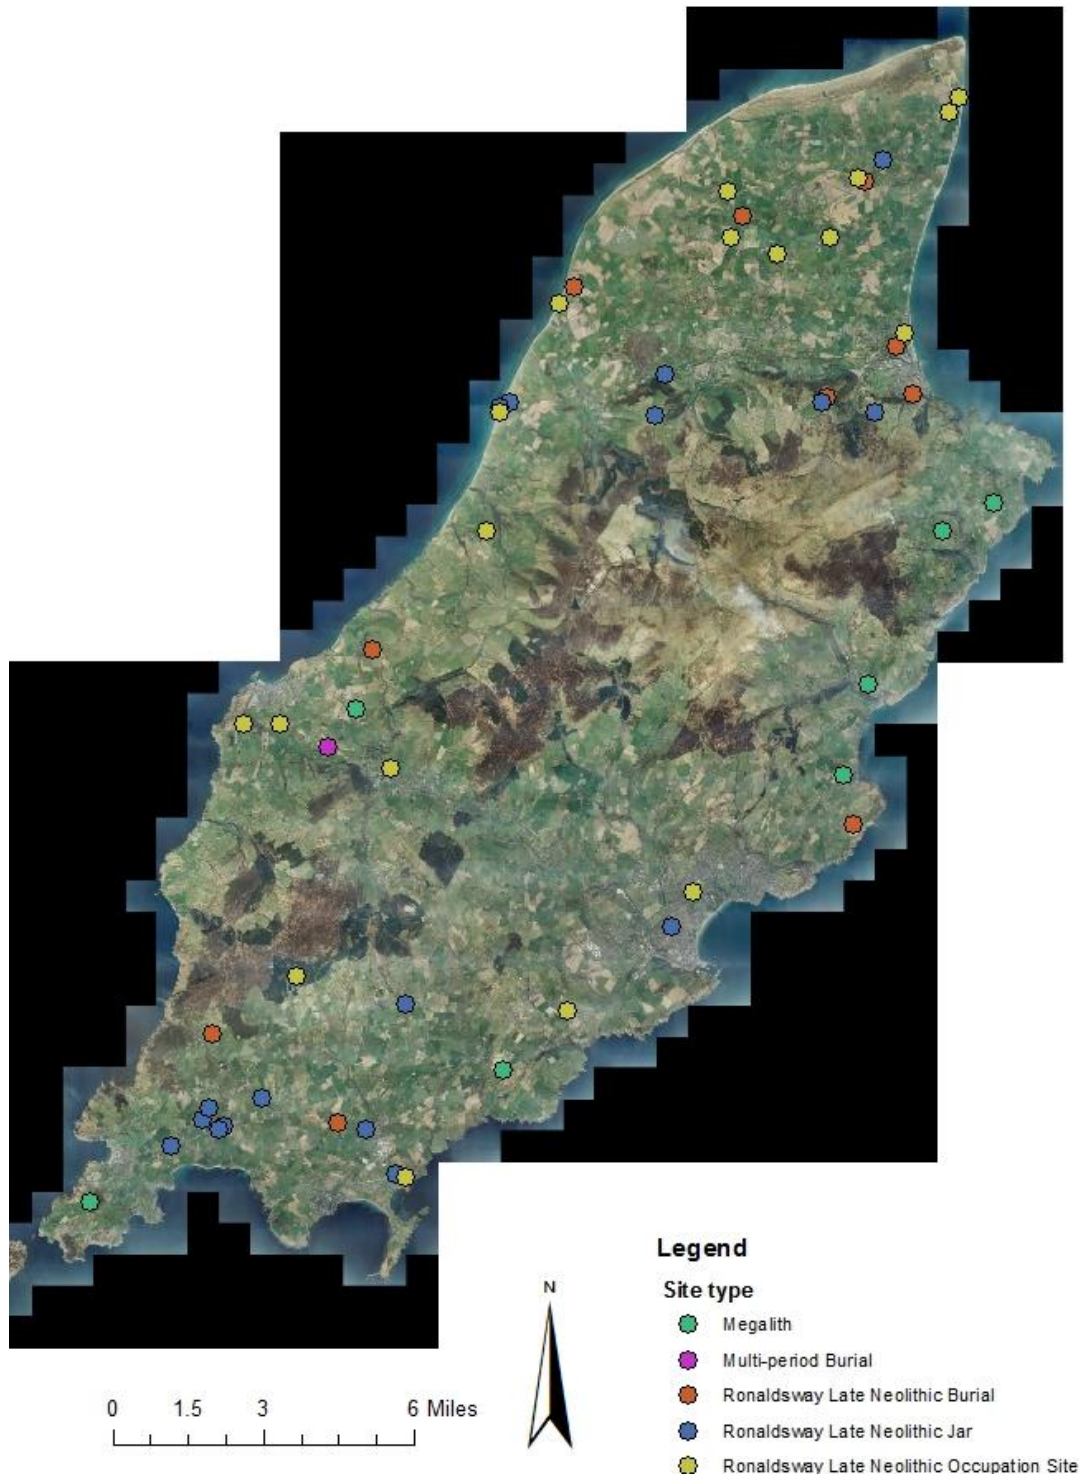 Legend
N
Site type
Megalith
Multi-period Burial
Ronaldsway Late Neolithic Burial
0 1.5 3 6 Miles
Ronaldsway Late Neolithic Jar
Ronaldsway Late Neolithic Occupation Site